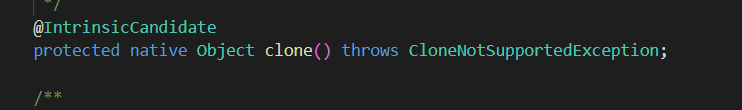 */
@IntrinsicCandidate
protected native Object clone() throws CloneNotSupportedException;
/**